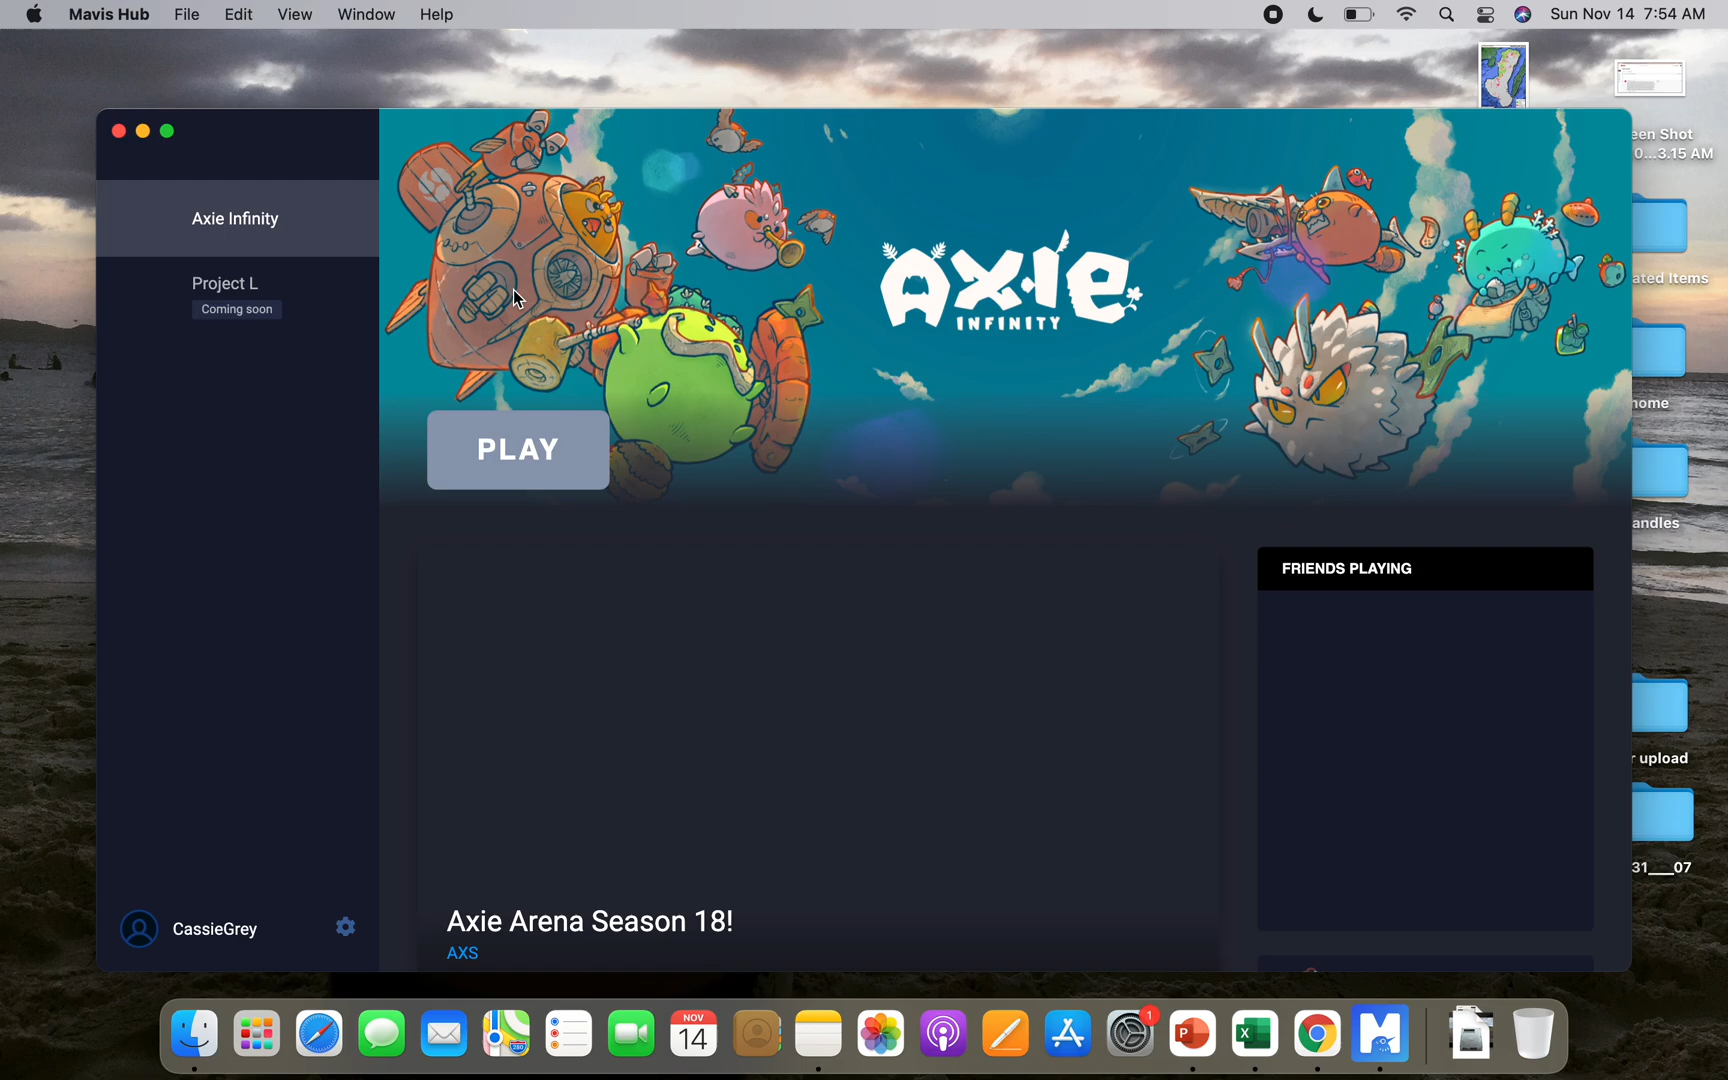 Mavis Hub File Edit View Window Help
Sun Nov 14 7:54 AM
een Shot
0...3.15 AM
Axie Infinity
Project L
Coming soon
AXIE
INFINITY
ated Items
home
PLAY
andles
FRIENDS PLAYING
r upload
31___07
Axie Arena Season 18!
AXS
CassieGrey
NOV
14
280
1
P
X